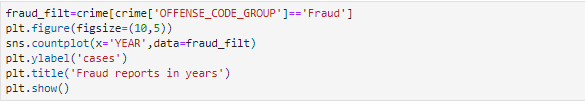 fraud_filt=crime[crime['OFFENSE_CODE_GROUP']=='Fraud']
plt.figure(figsize=(10,5))
sns.countplot(x='YEAR',data=fraud_filt)
plt.ylabel('cases')
plt.title('Fraud reports in years')
plt.show()